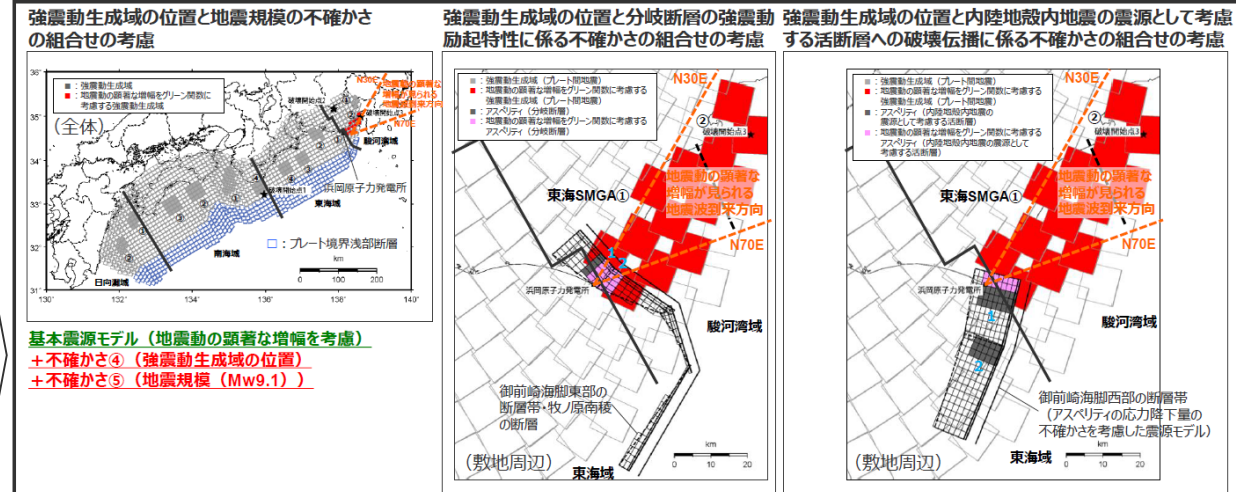 強震動生成域の位置と地震規模の不確かさ
の組合せの考慮
36˚
35˚
34˚
33˚
32˚
31˚
130˚
132˚
134˚
136˚
138˚
140˚
■ : 強震動生成域
■ : 地震動の顕著な増幅をグリーン関数に
考慮する強震動生成域
(全体)
N30E
地震動の顕著な
増幅が見られる
地震波到来方向
N70E
破壊開始点2
駿河湾域
浜岡原子力発電所
破壊開始点1
東海域
南海域
日向灘域
□ : プレート境界浅部断層
km
0 100 200
基本震源モデル(地震動の顕著な増幅を考慮)
+不確かさ④(強震動生成域の位置)
+不確かさ⑤(地震規模(Mw9.1))
強震動生成域の位置と分岐断層の強震動
励起特性に係る不確かさの組合せの考慮
■ : 強震動生成域(プレート間地震)
■ : 地震動の顕著な増幅をグリーン関数に考慮する
強震動生成域(プレート間地震)
■ : アスペリティ(分岐断層)
■ : 地震動の顕著な増幅をグリーン関数に考慮する
アスペリティ(分岐断層)
N30E
②
破壊開始点3
地震動の顕著な
増幅が見られる
地震波到来方向
東海SMGA①
N70E
1
2
浜岡原子力発電所
駿河湾域
御前崎海脚東部の
断層帯・牧ノ原南稜
の断層
(敷地周辺)
東海域
km
0 10 20
強震動生成域の位置と内陸地殻内地震の震源として考慮
する活断層への破壊伝播に係る不確かさの組合せの考慮
■ : 強震動生成域(プレート間地震)
■ : 地震動の顕著な増幅をグリーン関数に考慮する
強震動生成域(プレート間地震)
■ : アスペリティ(内陸地殻内地震の
震源として考慮する活断層)
■ : 地震動の顕著な増幅をグリーン関数に考慮する
アスペリティ(内陸地殻内地震の震源として
考慮する活断層)
N30E
②
破壊開始点3
地震動の顕著な
増幅が見られる
地震波到来方向
東海SMGA①
N70E
浜岡原子力発電所
1
2
駿河湾域
御前崎海脚西部の断層帯
(アスペリティの応力降下量の
不確かさを考慮した震源モデル)
(敷地周辺)
東海域
km
0 10 20